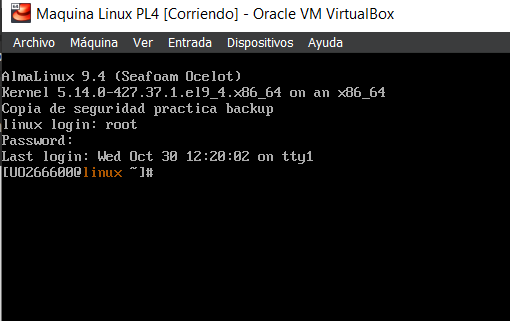 Maquina Linux PL4 [Corriendo] - Oracle VM VirtualBox
Archivo Máquina Ver Entrada Dispositivos Ayuda
AlmaLinux 9.4 (Seafoam Ocelot)
Kernel 5.14.0-427.37.1.el9_4.x86_64 on an x86_64
Copia de seguridad practica backup
linux login: root
Password:
Last login: Wed Oct 30 12:20:02 on tty1
[UO266600@linux ~]#